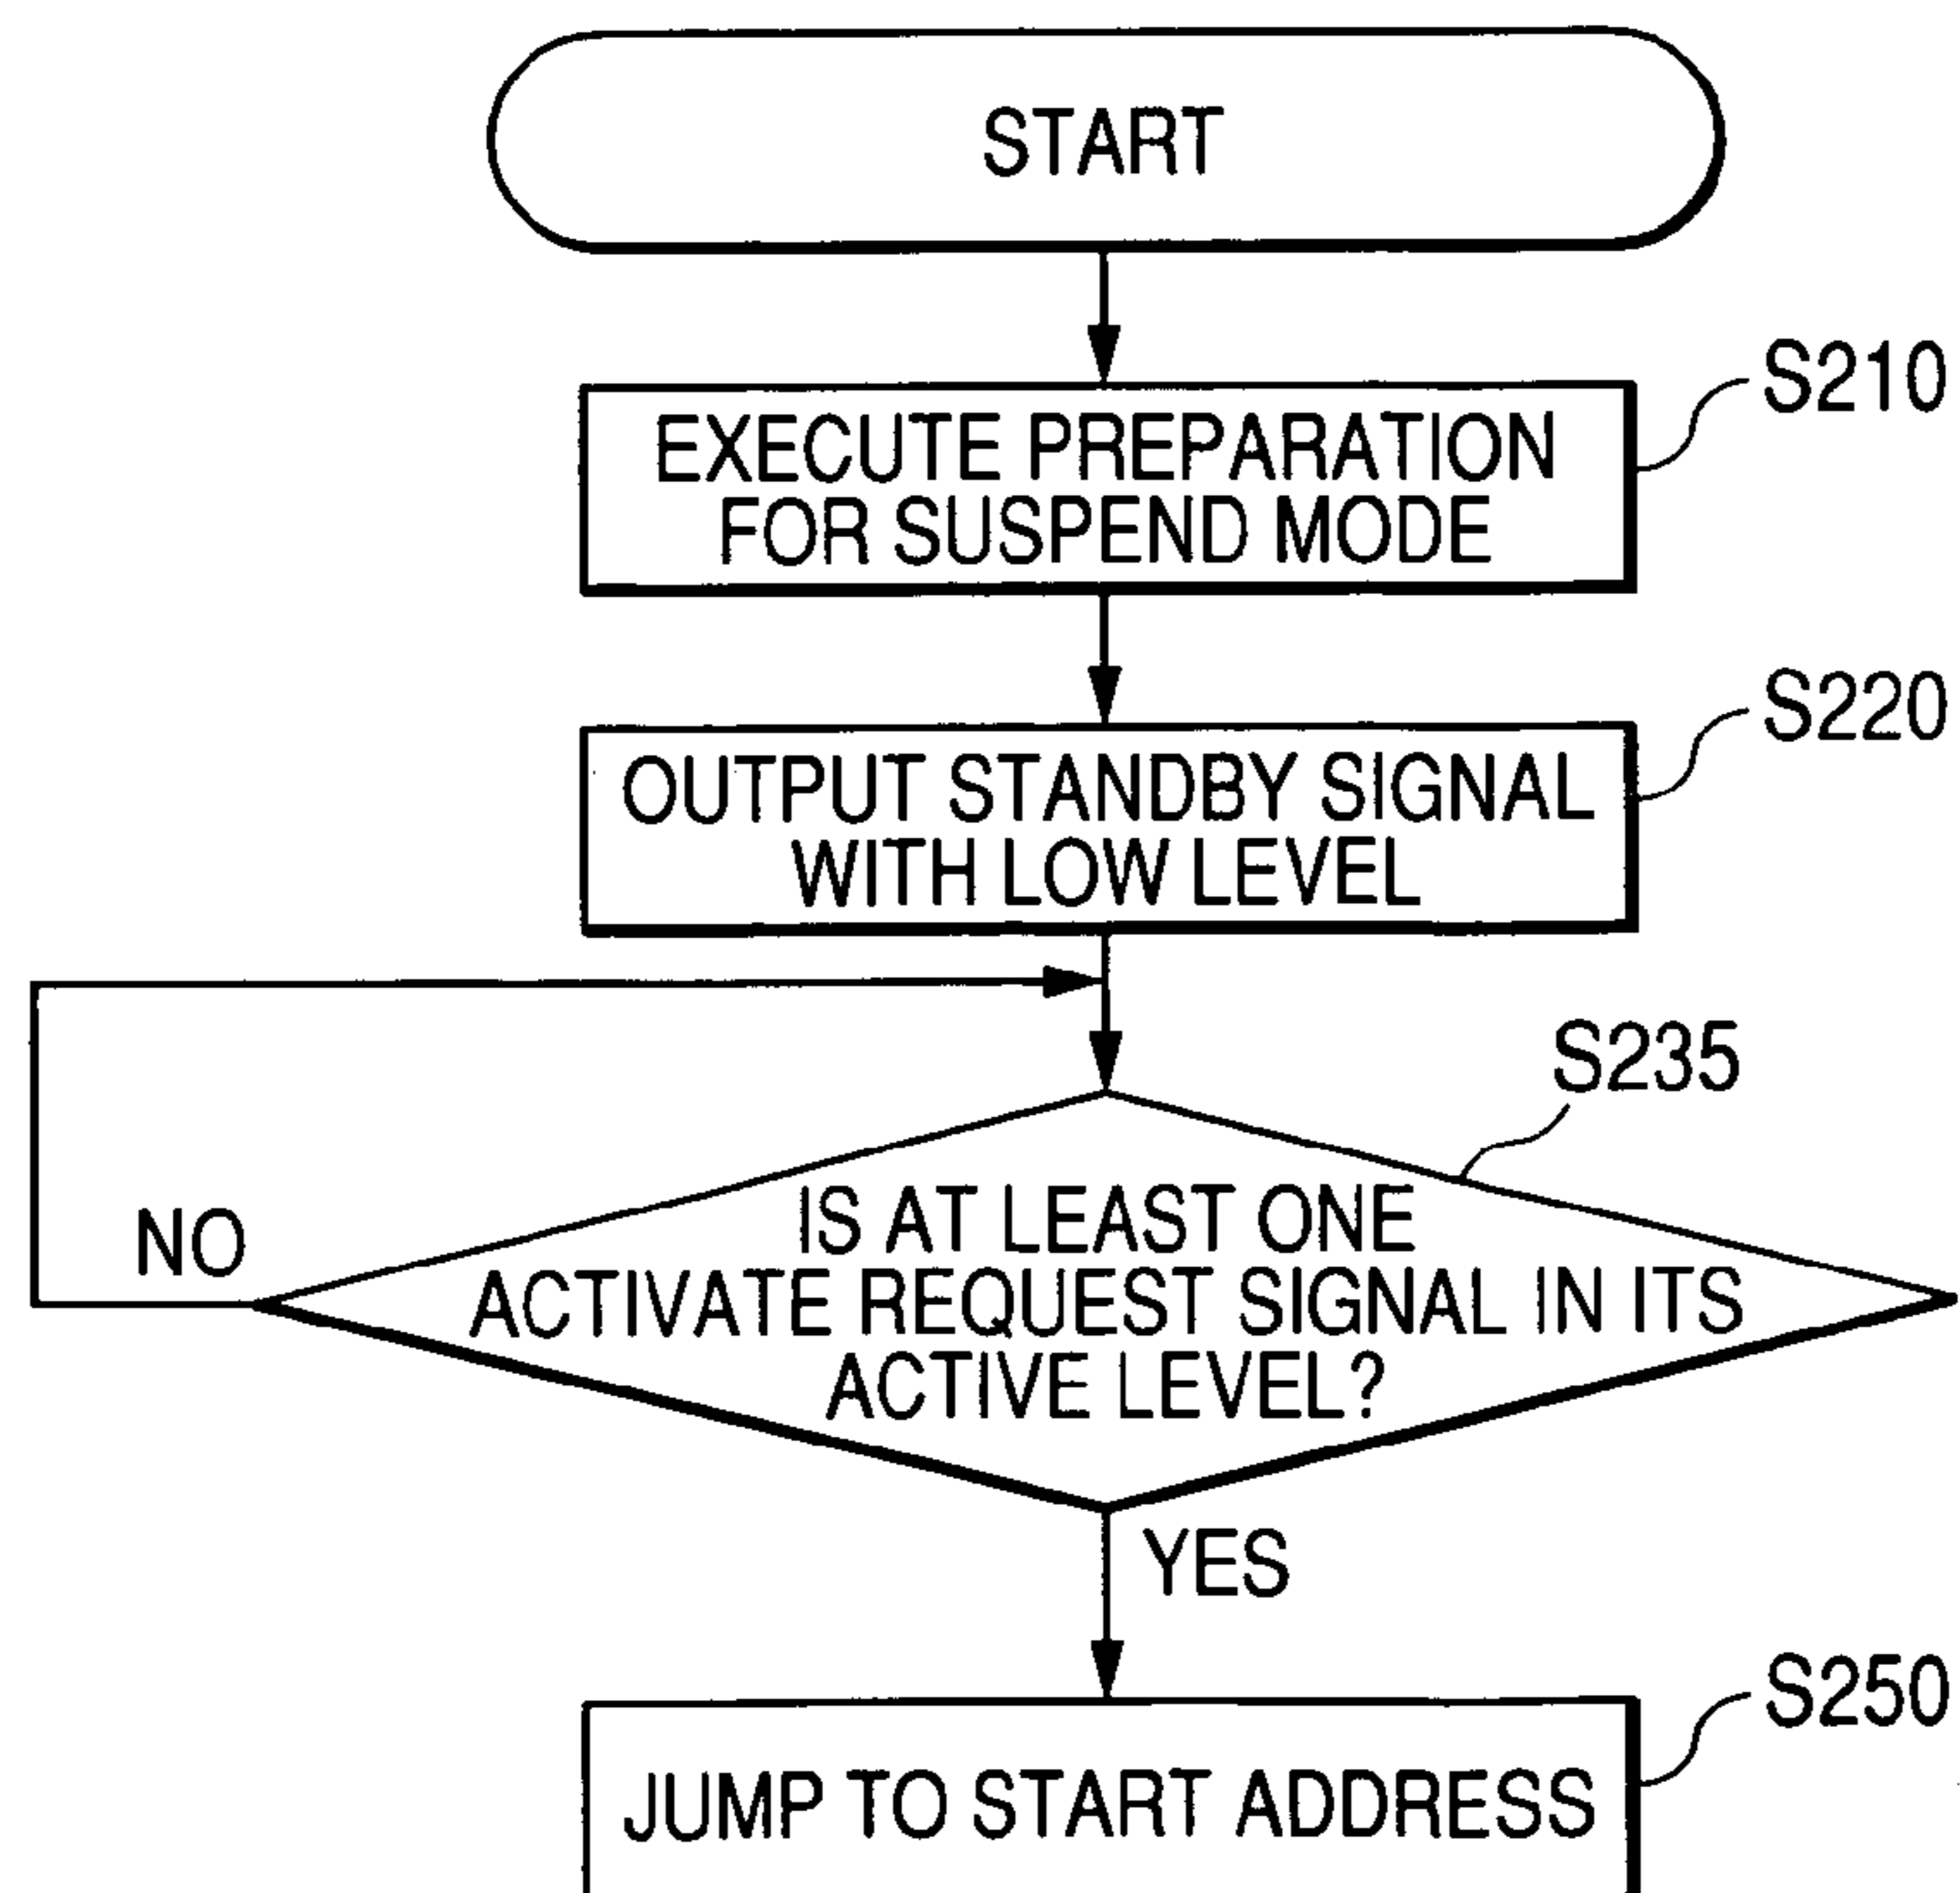 START
S210
EXECUTE PREPARATION
FOR SUSPEND MODE
S220
OUTPUT STANDBY SIGNAL
WITH LOW LEVEL
S235
IS AT LEAST ONE
ACTIVATE REQUEST SIGNAL IN ITS
ACTIVE LEVEL?
NO
YES
S250
JUMP TO START ADDRESS